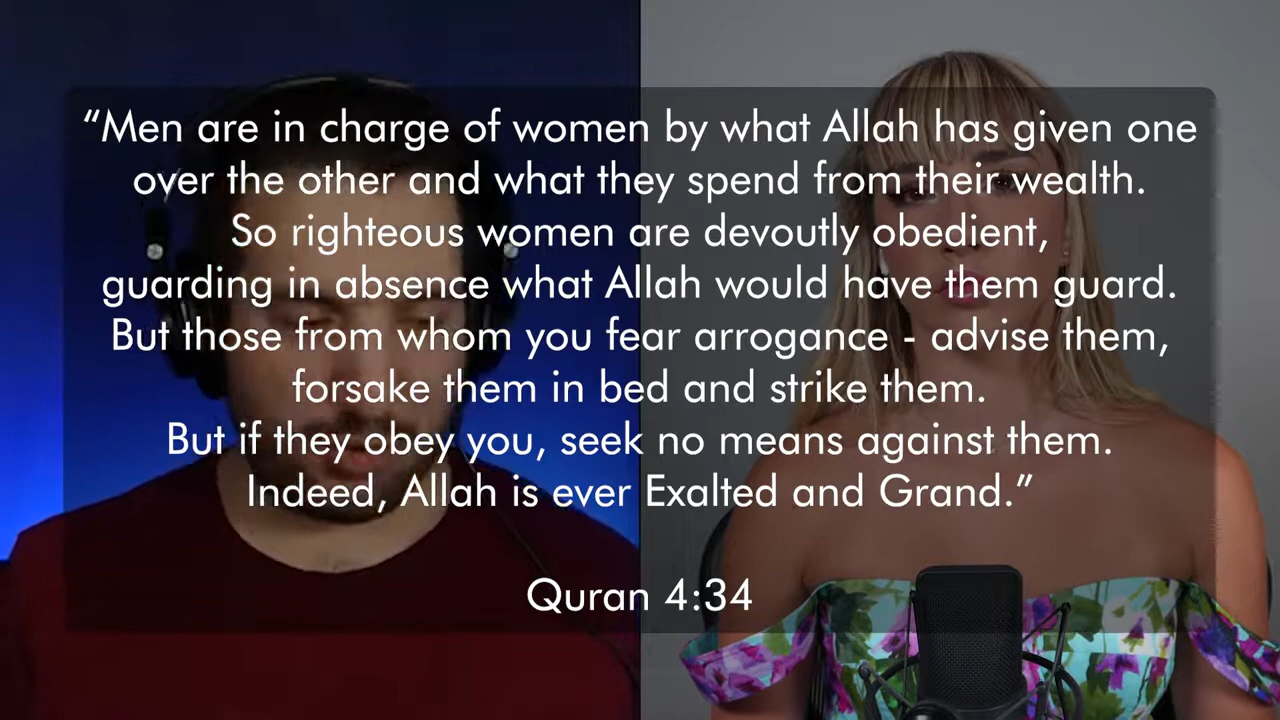 “Men are in charge of women by what Allah has given one
over the other and what they spend from their wealth.
So righteous women are devoutly obedient,
guarding in absence what Allah would have them guard.
But those from whom you fear arrogance - advise them,
forsake them in bed and strike them.
But if they obey you, seek no means against them.
Indeed, Allah is ever Exalted and Grand.”
Quran 4:34